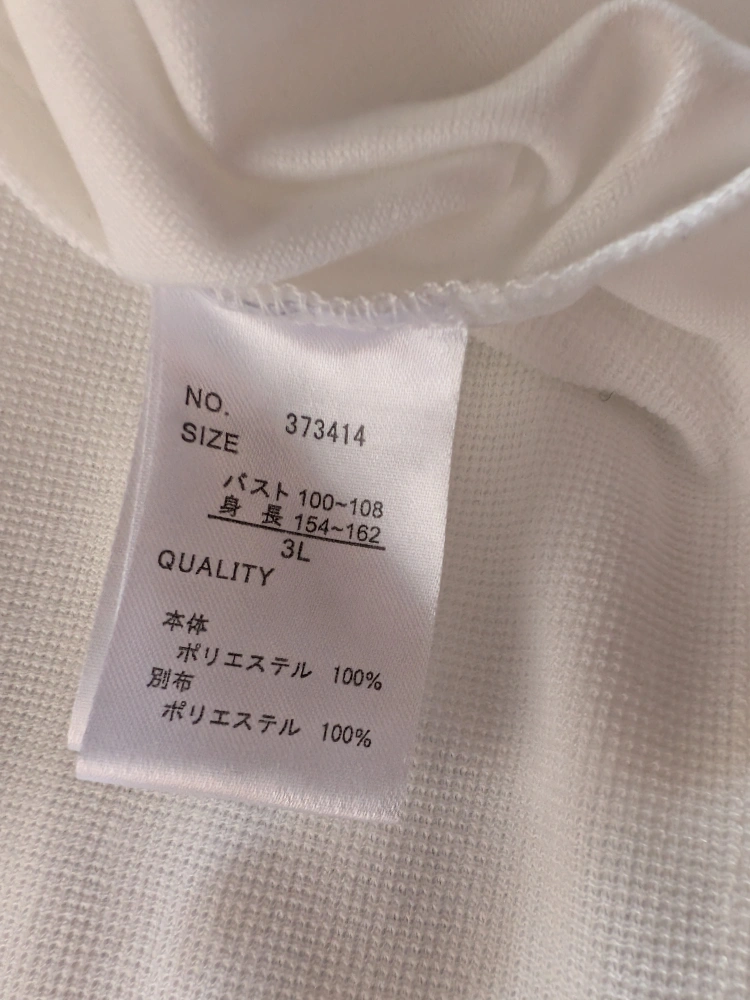 NO. 373414
SIZE
バスト 100~108
身 長 154~162
3L
QUALITY
本体
ポリエステル 100%
別布
ポリエステル 100%